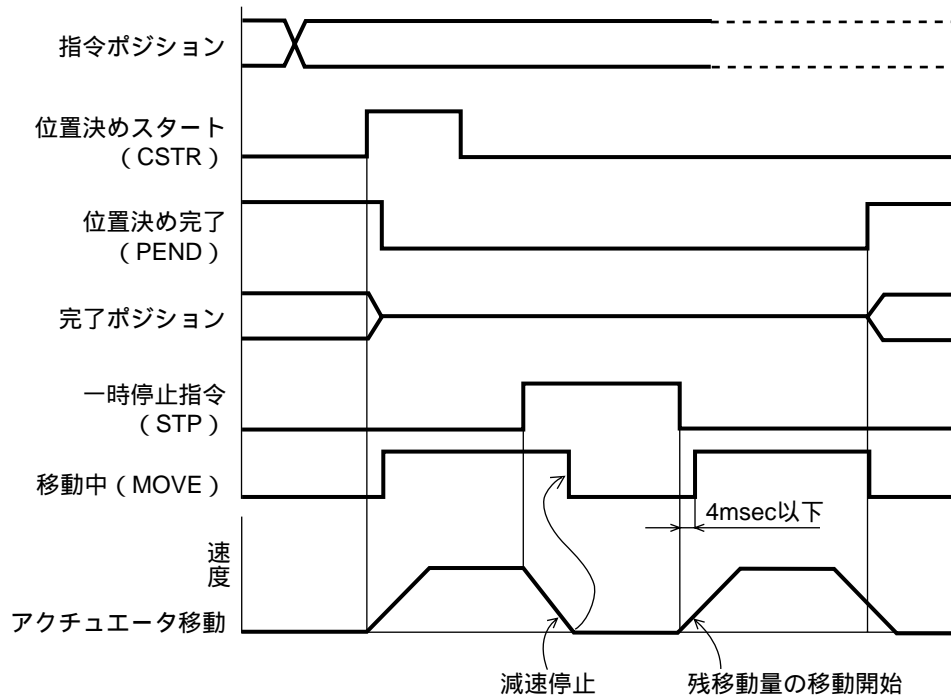 指令ポジション
位置決めスタート
（CSTR）
位置決め完了
（PEND）
完了ポジション
一時停止指令
（STP）
移動中（MOVE）
4msec以下
速度
アクチュエータ移動
減速停止
残移動量の移動開始